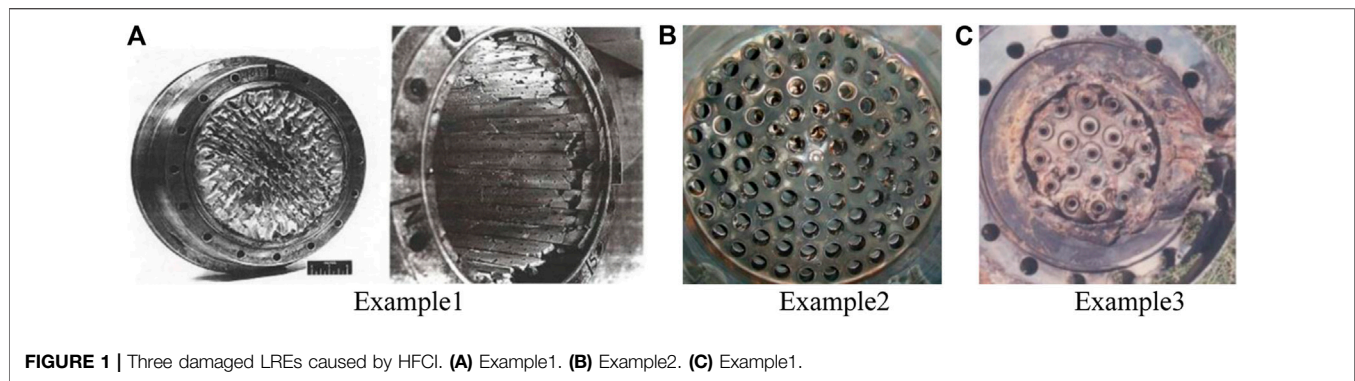 A
B
C
Example1
Example2
Example3
FIGURE 1 | Three damaged LREs caused by HFCI. (A) Example1. (B) Example2. (C) Example1.